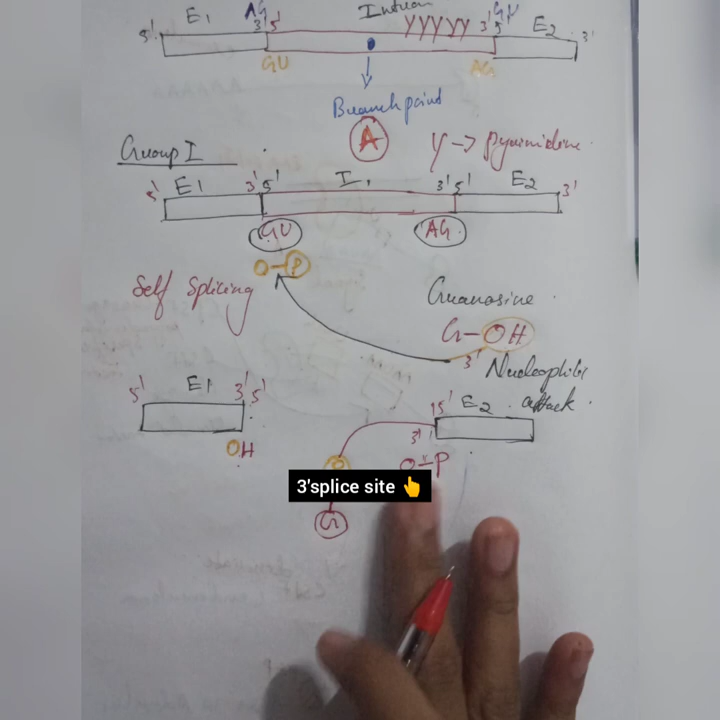 E1 AG Intron GU E2
5' 3' 5' YYYYY 3' 5' 3'
GU AG
Branch point
A Y → Pyrimidine.
Group I
5' E1 3' 5' I1 3' 5' E2 3'
GU AG
O-P
Self Splicing Guanosine
G-OH
3' Nucleophilic
attack.
5' E1 3' 5' 5' E2
OH 3'
O-P
3'splice site 👆
G